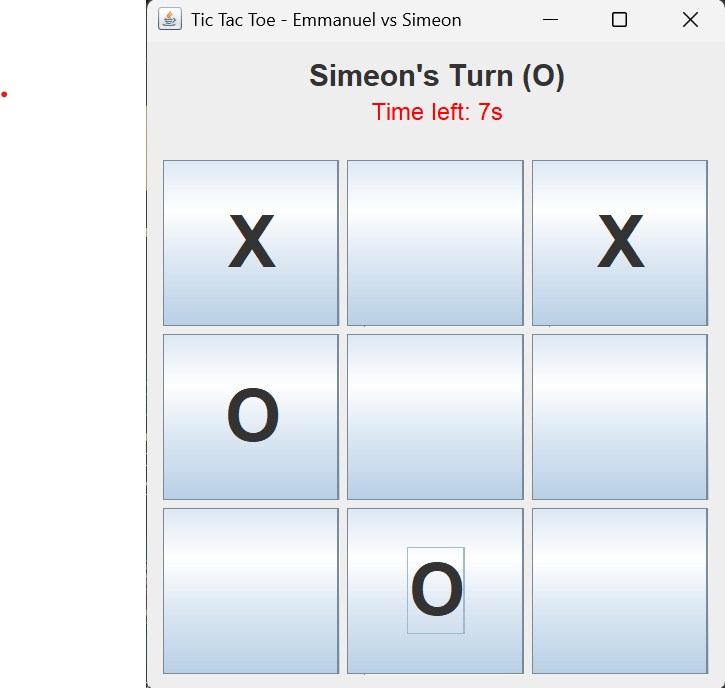 Tic Tac Toe - Emmanuel vs Simeon
Simeon's Turn (O)
Time left: 7s
X X
O
O